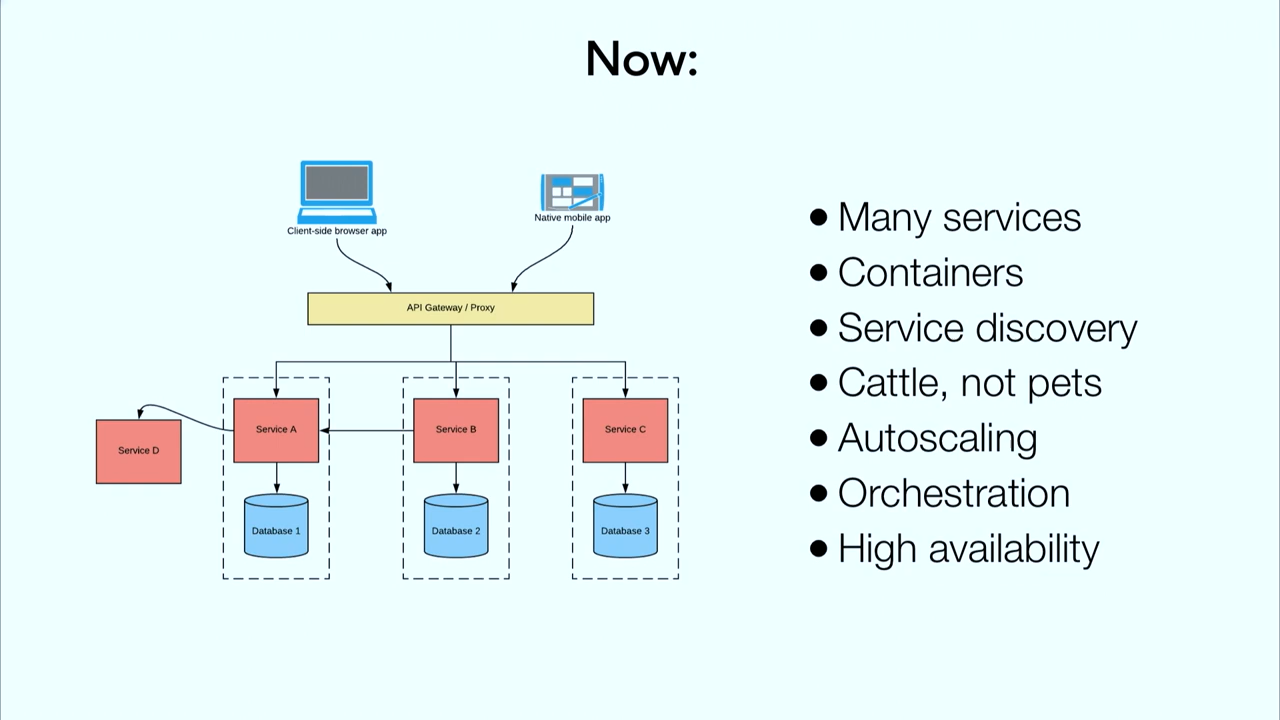 Now:
Client-side browser app
Native mobile app
API Gateway / Proxy
Service A
Service B
Service C
Service D
Database 1
Database 2
Database 3
• Many services
• Containers
• Service discovery
• Cattle, not pets
• Autoscaling
• Orchestration
• High availability